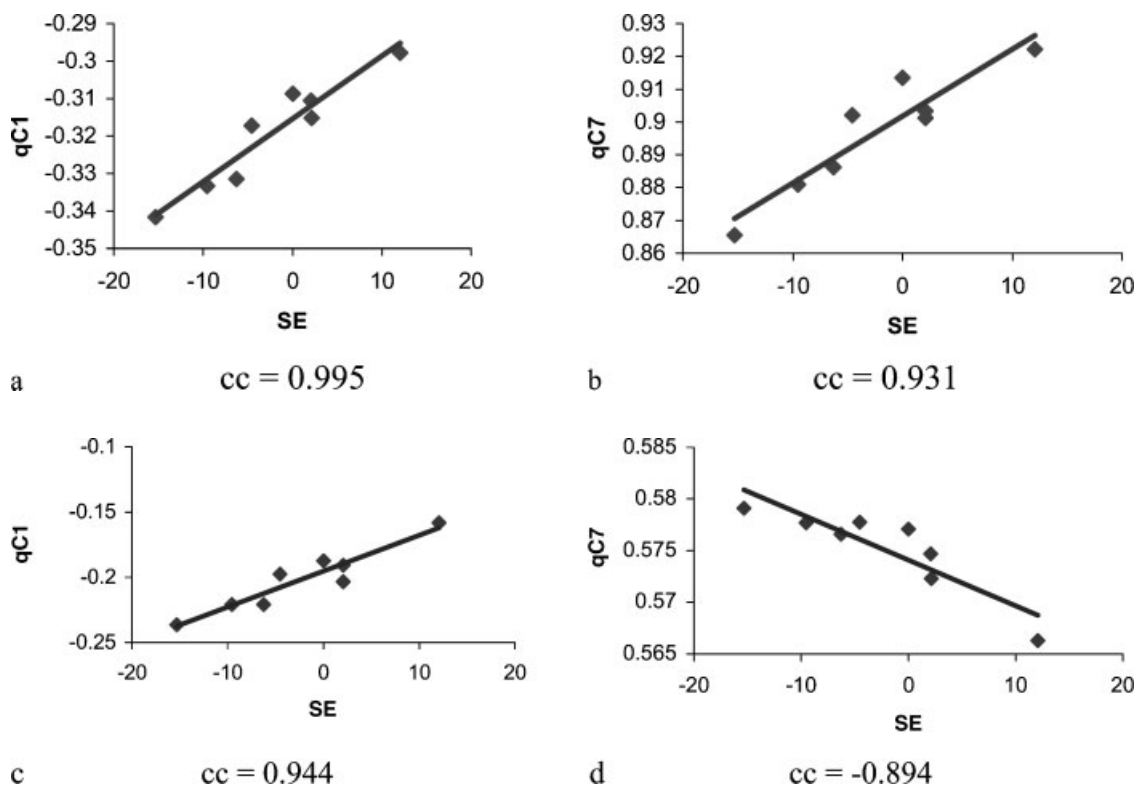 -0.29
-0.3
-0.31
-0.32
-0.33
-0.34
-0.35
qC1
-20 -10 0 10 20
SE
a cc = 0.995
0.93
0.92
0.91
0.9
0.89
0.88
0.87
0.86
qC7
-20 -10 0 10 20
SE
b cc = 0.931
-0.1
-0.15
-0.2
-0.25
qC1
-20 -10 0 10 20
SE
c cc = 0.944
0.585
0.58
0.575
0.57
0.565
qC7
-20 -10 0 10 20
SE
d cc = -0.894